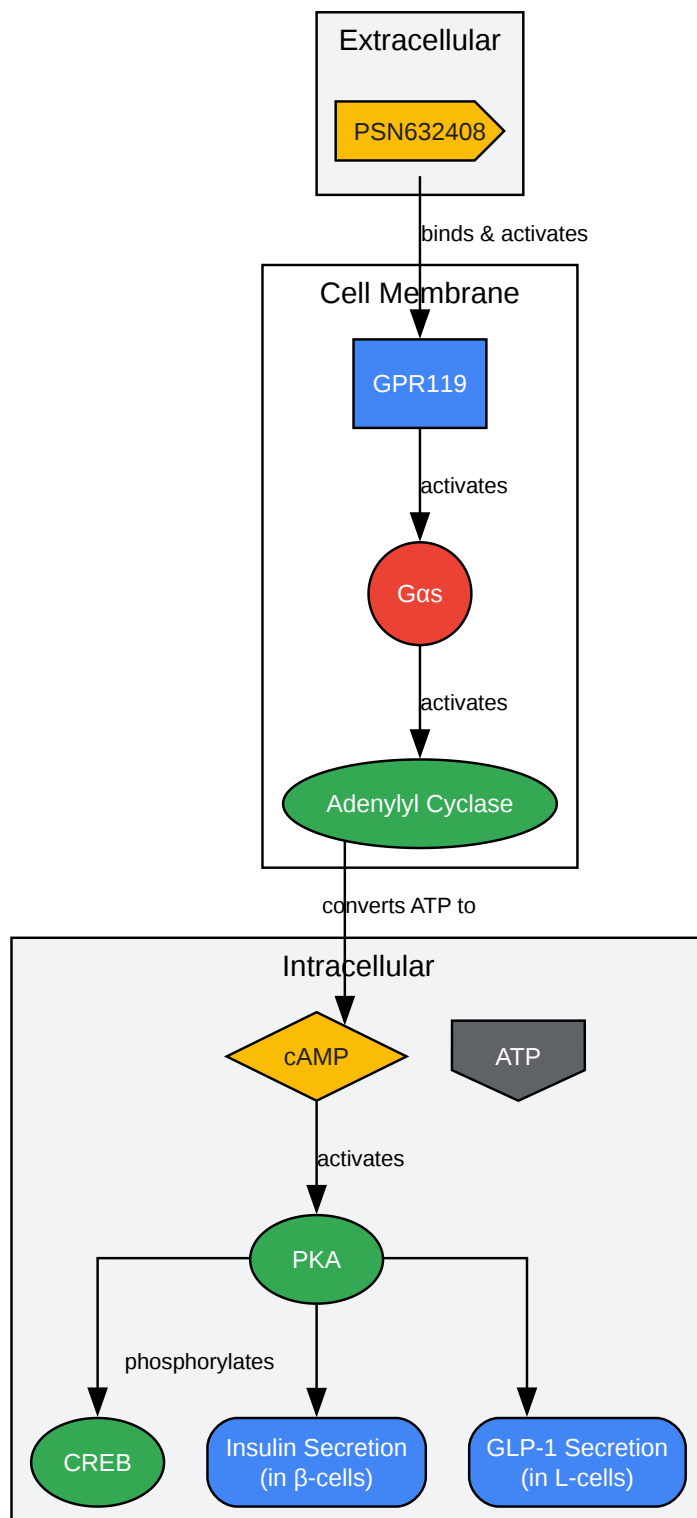 Extracellular
PSN632408
binds & activates
Cell Membrane
GPR119
activates
Gαs
activates
Adenylyl Cyclase
converts ATP to
Intracellular
cAMP
ATP
activates
PKA
phosphorylates
CREB
Insulin Secretion
(in β-cells)
GLP-1 Secretion
(in L-cells)